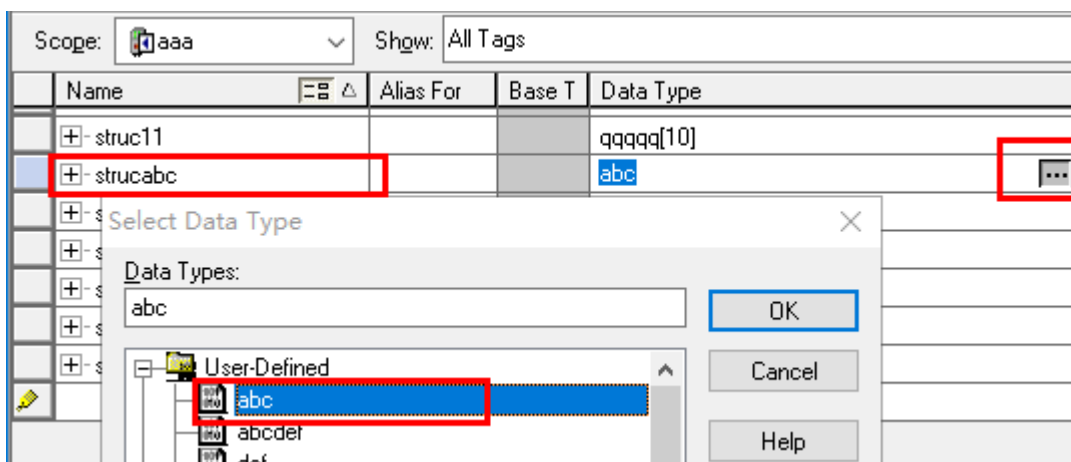 Scope: aaa Show: All Tags
Name Alias For Base T Data Type
struc11 qqqqq[10]
strucabc abc
Select Data Type
Data Types:
abc
OK
User-Defined
Cancel
abc
abcdef
Help